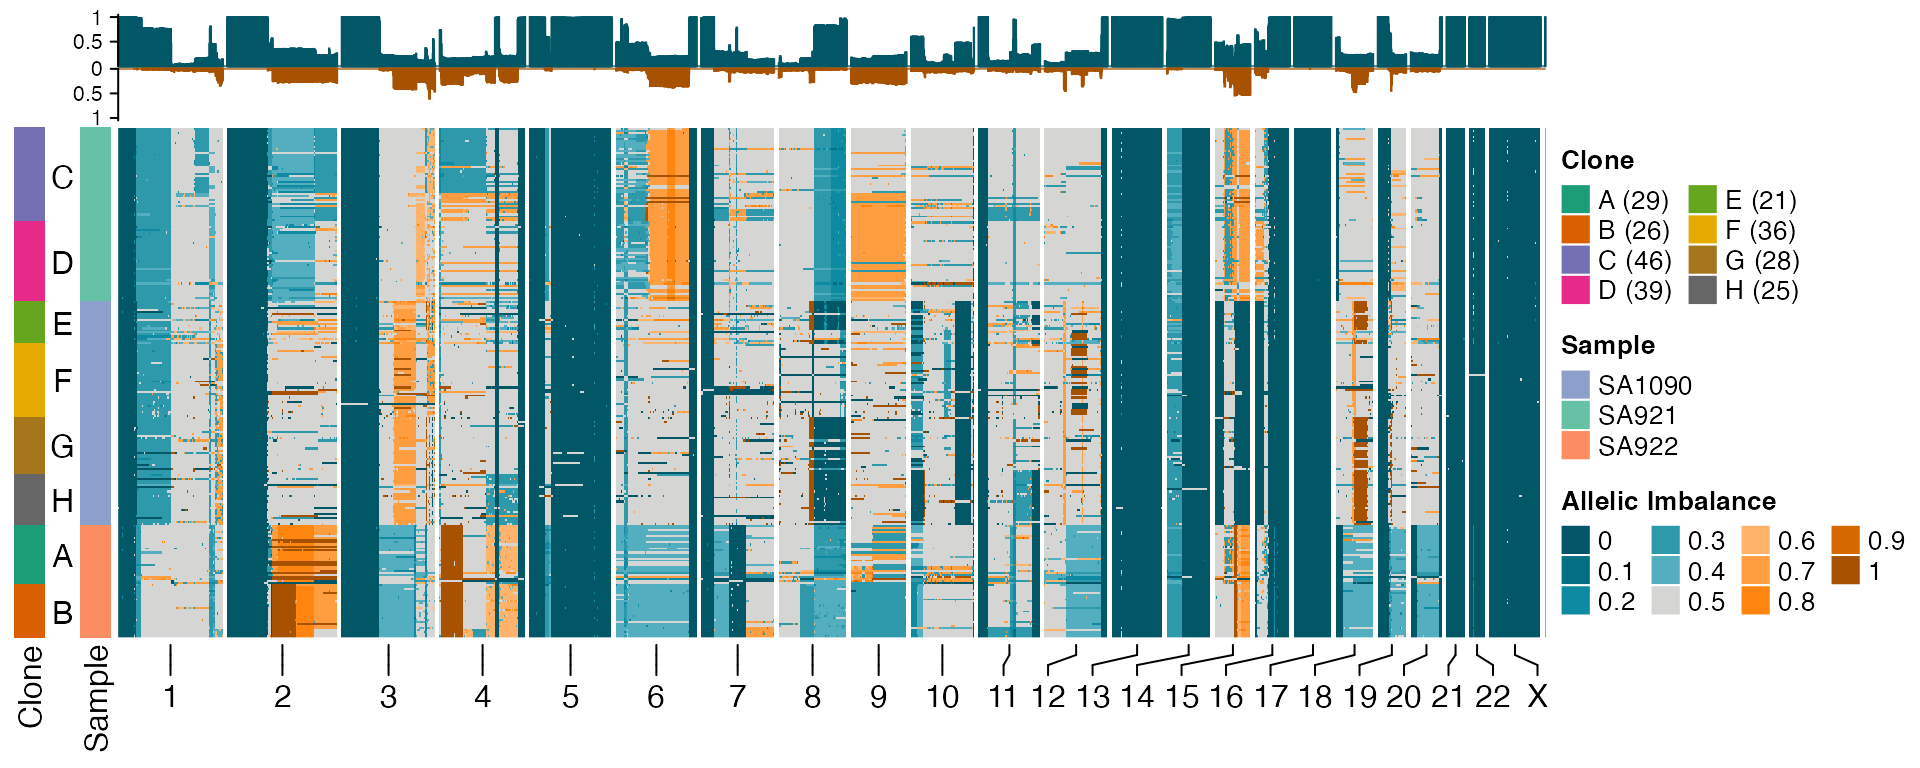 1
0.5
0
0.5
1
C
D
E
F
G
H
A
B
Clone
Sample
1 2 3 4 5 6 7 8 9 10 11 12 13 14 15 16 17 18 19 20 21 22 X
Clone
A (29) E (21)
B (26) F (36)
C (46) G (28)
D (39) H (25)
Sample
SA1090
SA921
SA922
Allelic Imbalance
0 0.3 0.6 0.9
0.1 0.4 0.7 1
0.2 0.5 0.8